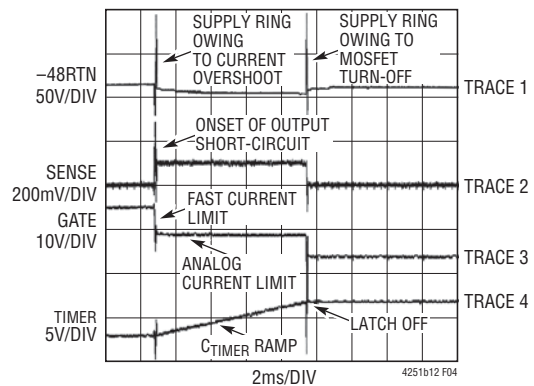 SUPPLY RING
OWING
TO CURRENT
OVERSHOOT
SUPPLY RING
OWING TO
MOSFET
TURN-OFF
–48RTN
50V/DIV
TRACE 1
ONSET OF OUTPUT
SHORT-CIRCUIT
SENSE
200mV/DIV
TRACE 2
GATE
10V/DIV
FAST CURRENT
LIMIT
ANALOG
CURRENT LIMIT
TRACE 3
TRACE 4
TIMER
5V/DIV
CTIMER RAMP
LATCH OFF
2ms/DIV
4251b12 F04